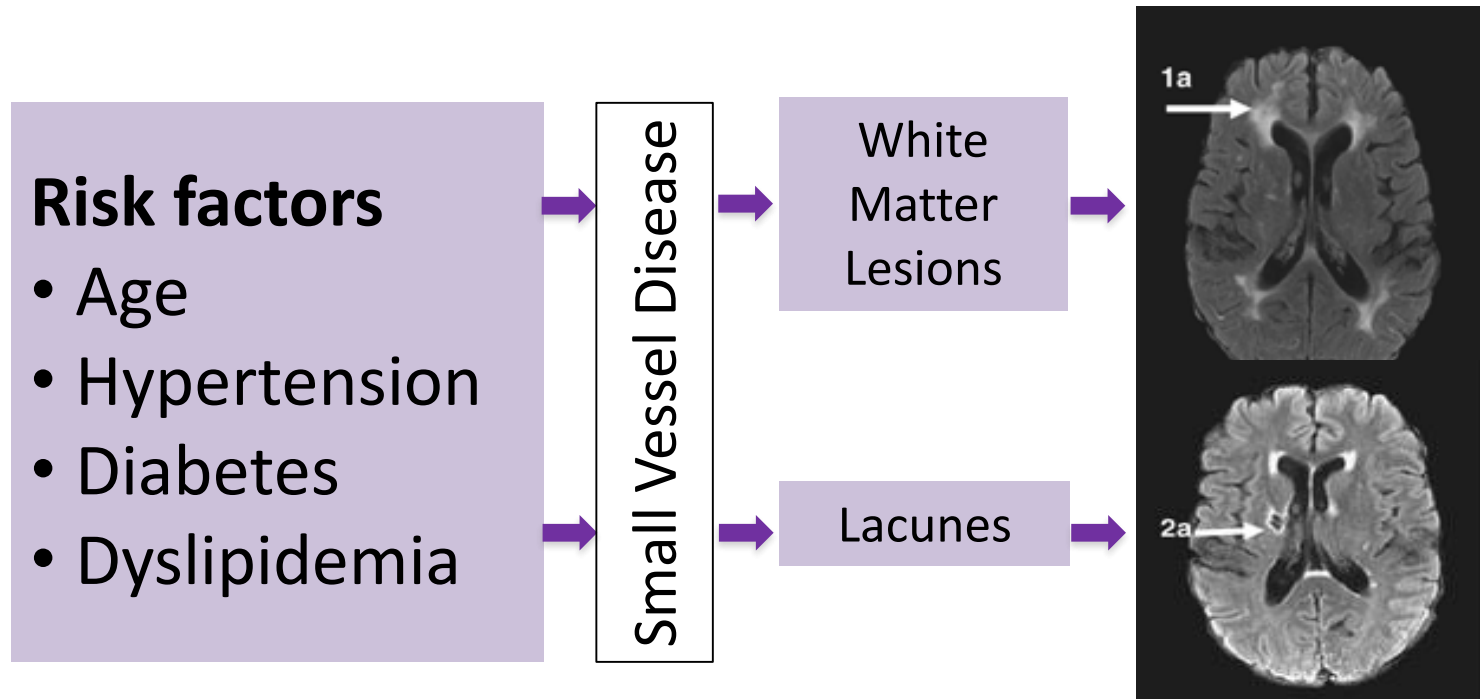 Risk factors
• Age
• Hypertension
• Diabetes
• Dyslipidemia
Small Vessel Disease
White
Matter
Lesions
Lacunes
1a
2a